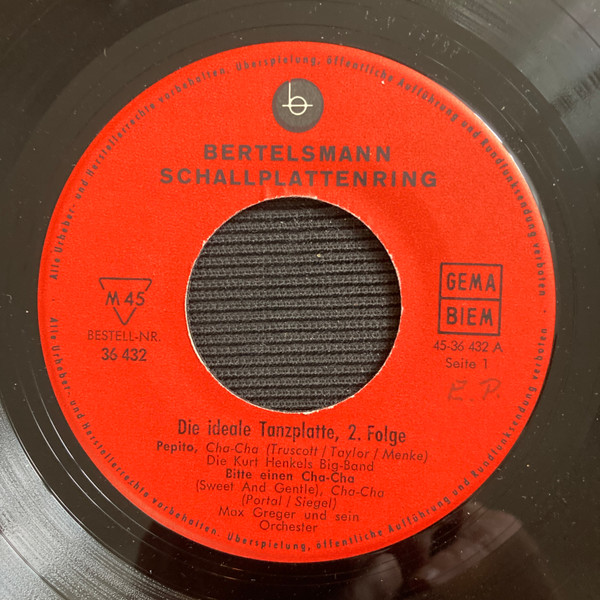 Alle Urheber- und Herstellerrechte vorbehalten. Überspielung, öffentliche Aufführung und Rundfunksendung verboten
b
BERTELSMANN
SCHALLPLATTENRING
M 45
BESTELL-NR.
36 432
GEMA
BIEM
45-36 432 A
Seite 1
E.P.
Die ideale Tanzplatte, 2. Folge
Pepito, Cha-Cha (Truscott / Taylor / Menke)
Die Kurt Henkels Big-Band
Bitte einen Cha-Cha
(Sweet And Gentle), Cha-Cha
(Portal / Siegel)
Max Greger und sein
Orchester
Alle Urheber- und Herstellerrechte vorbehalten. Überspielung, öffentliche Aufführung und Rundfunksendung verboten